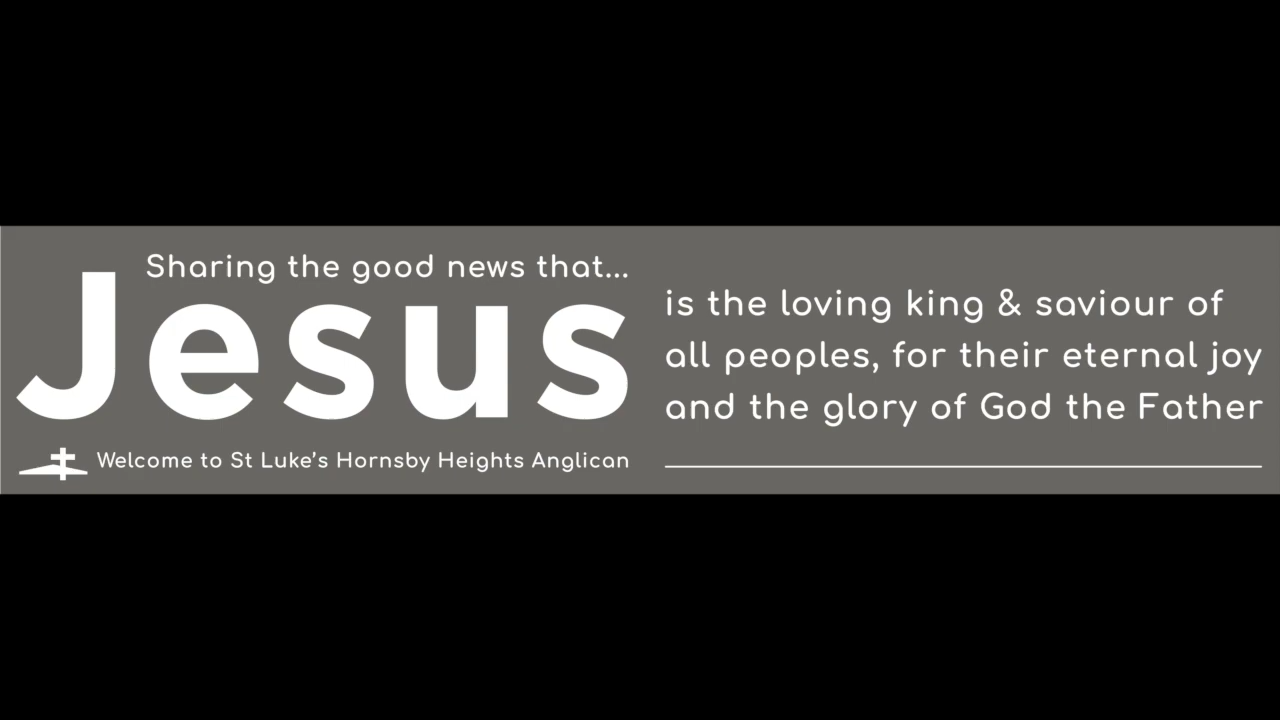 Sharing the good news that...
Jesus
is the loving king & saviour of
all peoples, for their eternal joy
and the glory of God the Father
Welcome to St Luke's Hornsby Heights Anglican